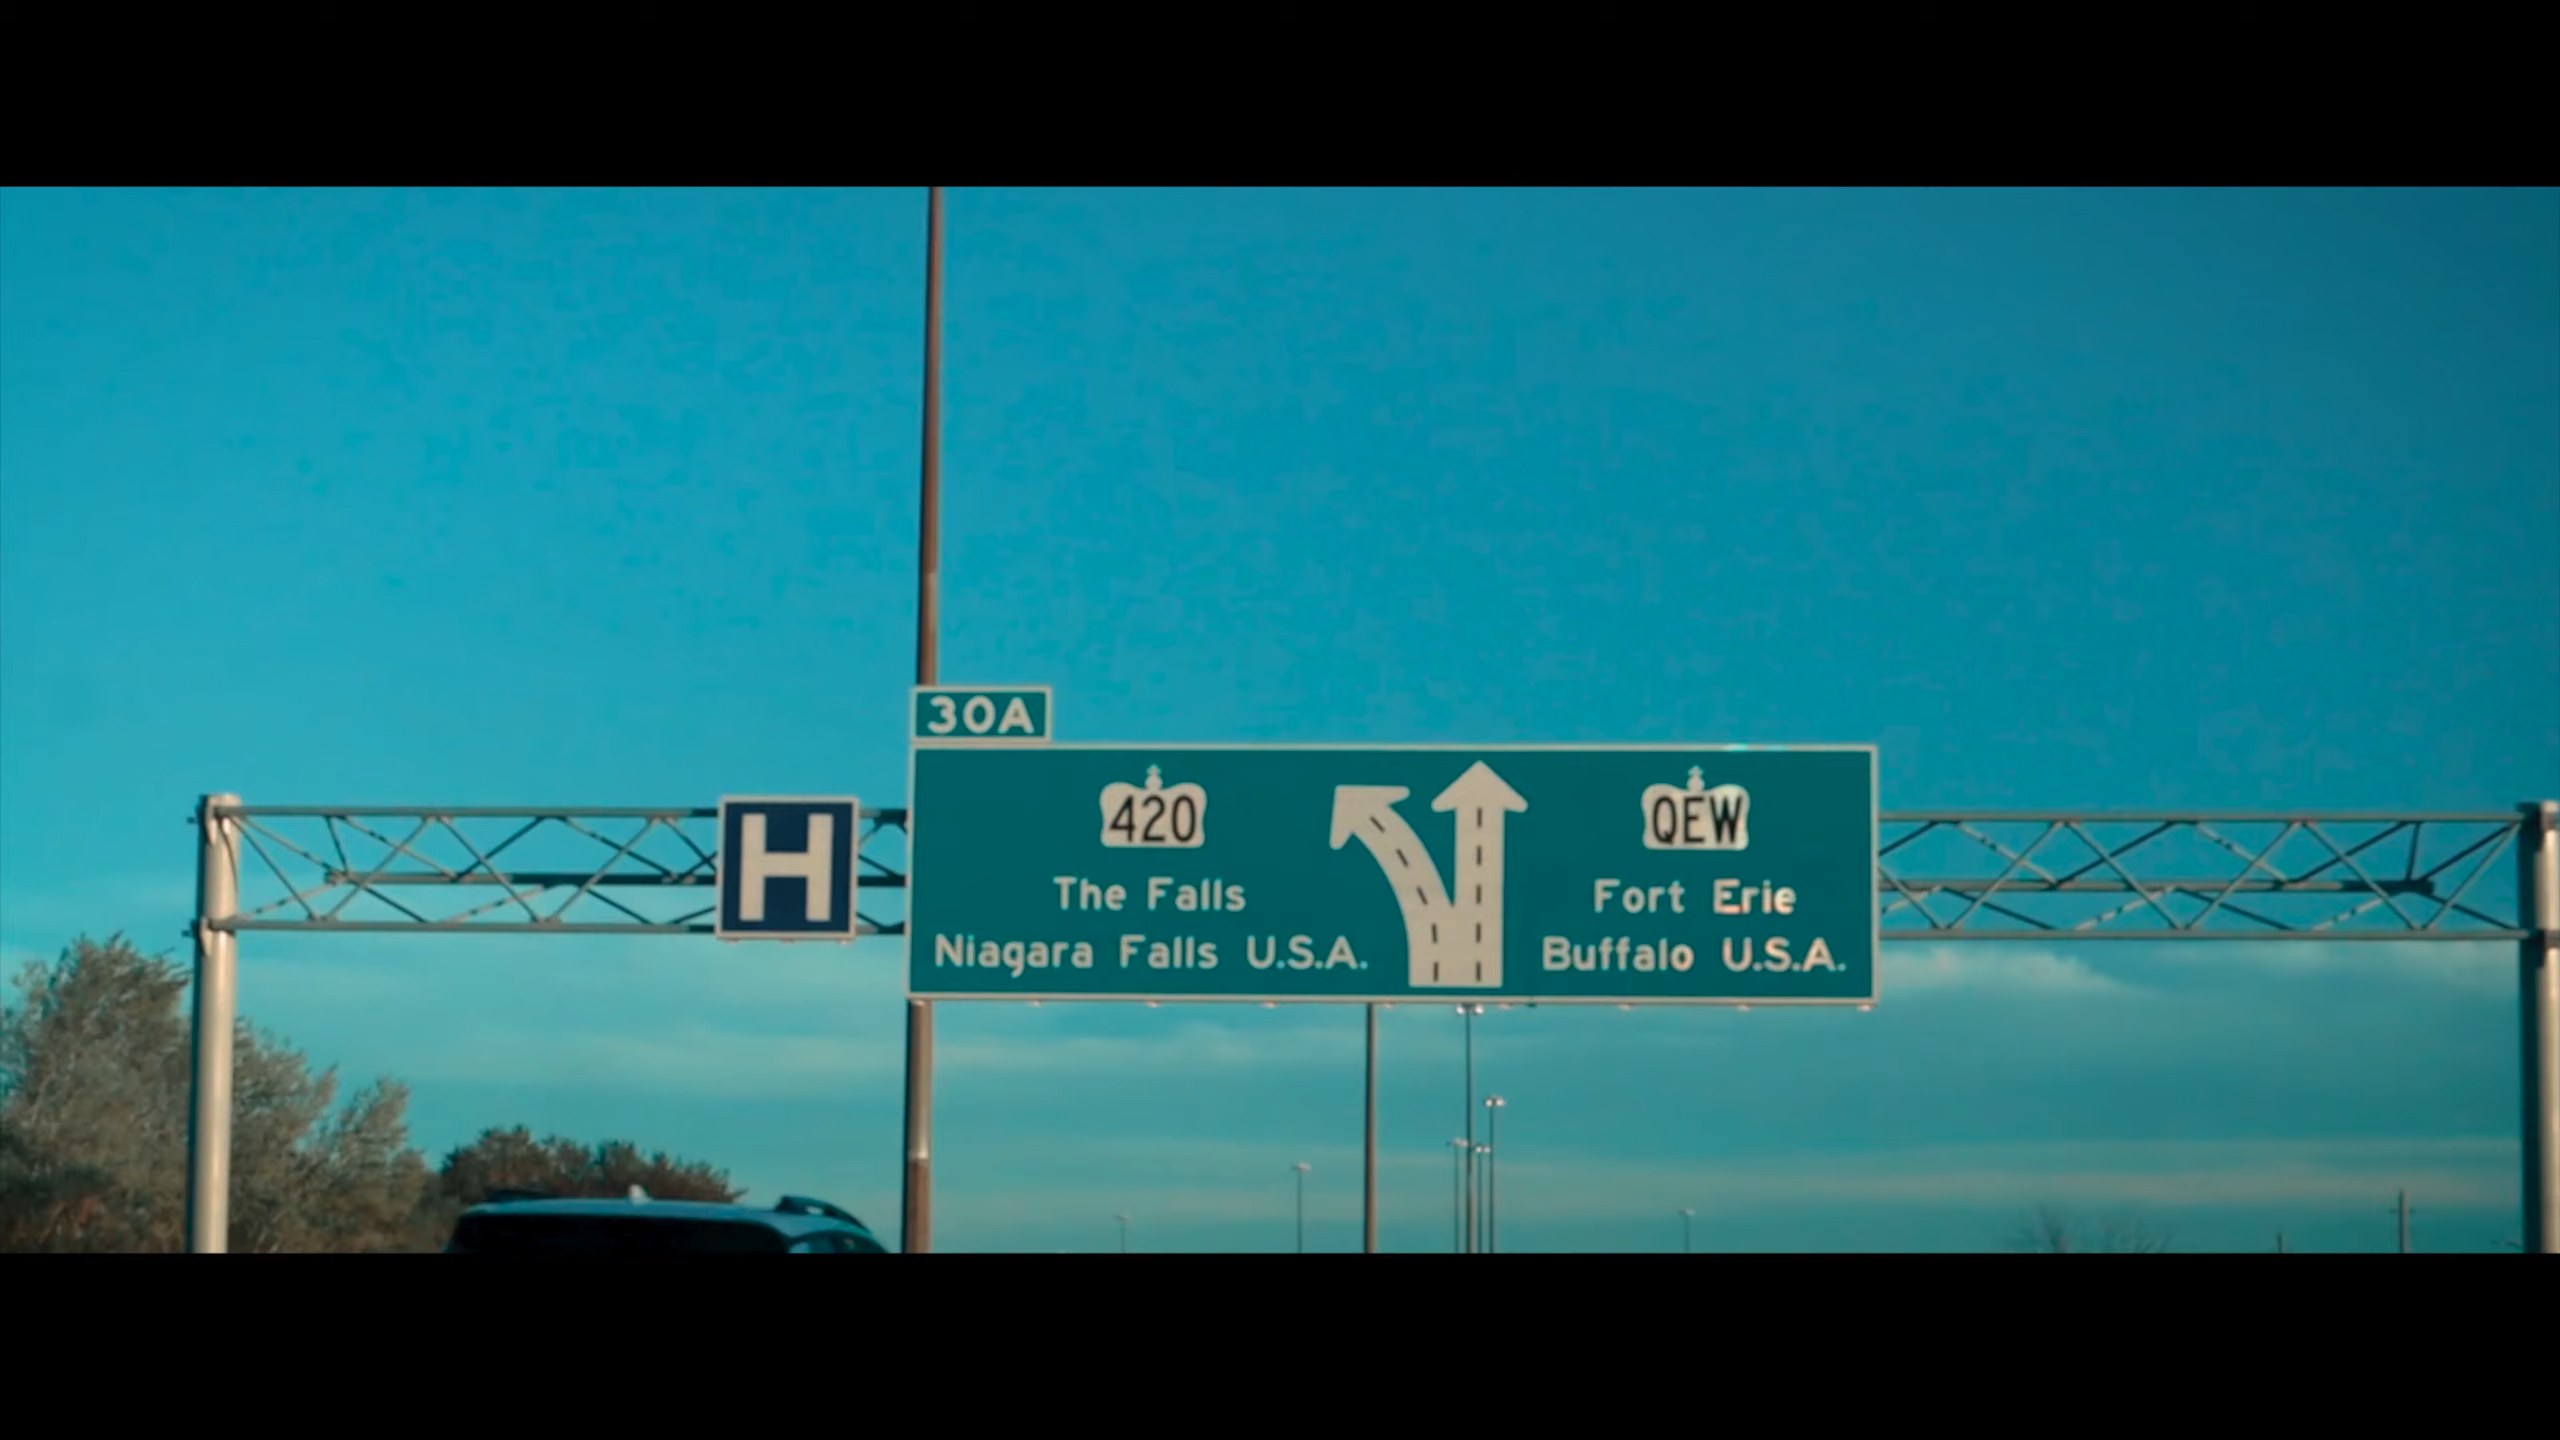 30A
H
420
The Falls
Niagara Falls U.S.A.
QEW
Fort Erie
Buffalo U.S.A.